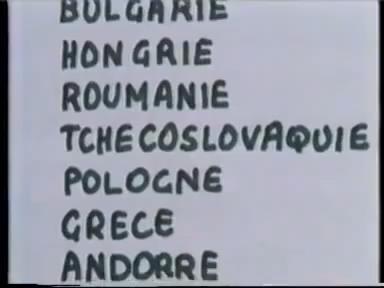 BULGARIE
HONGRIE
ROUMANIE
TCHECOSLOVAQUIE
POLOGNE
GRECE
ANDORRE